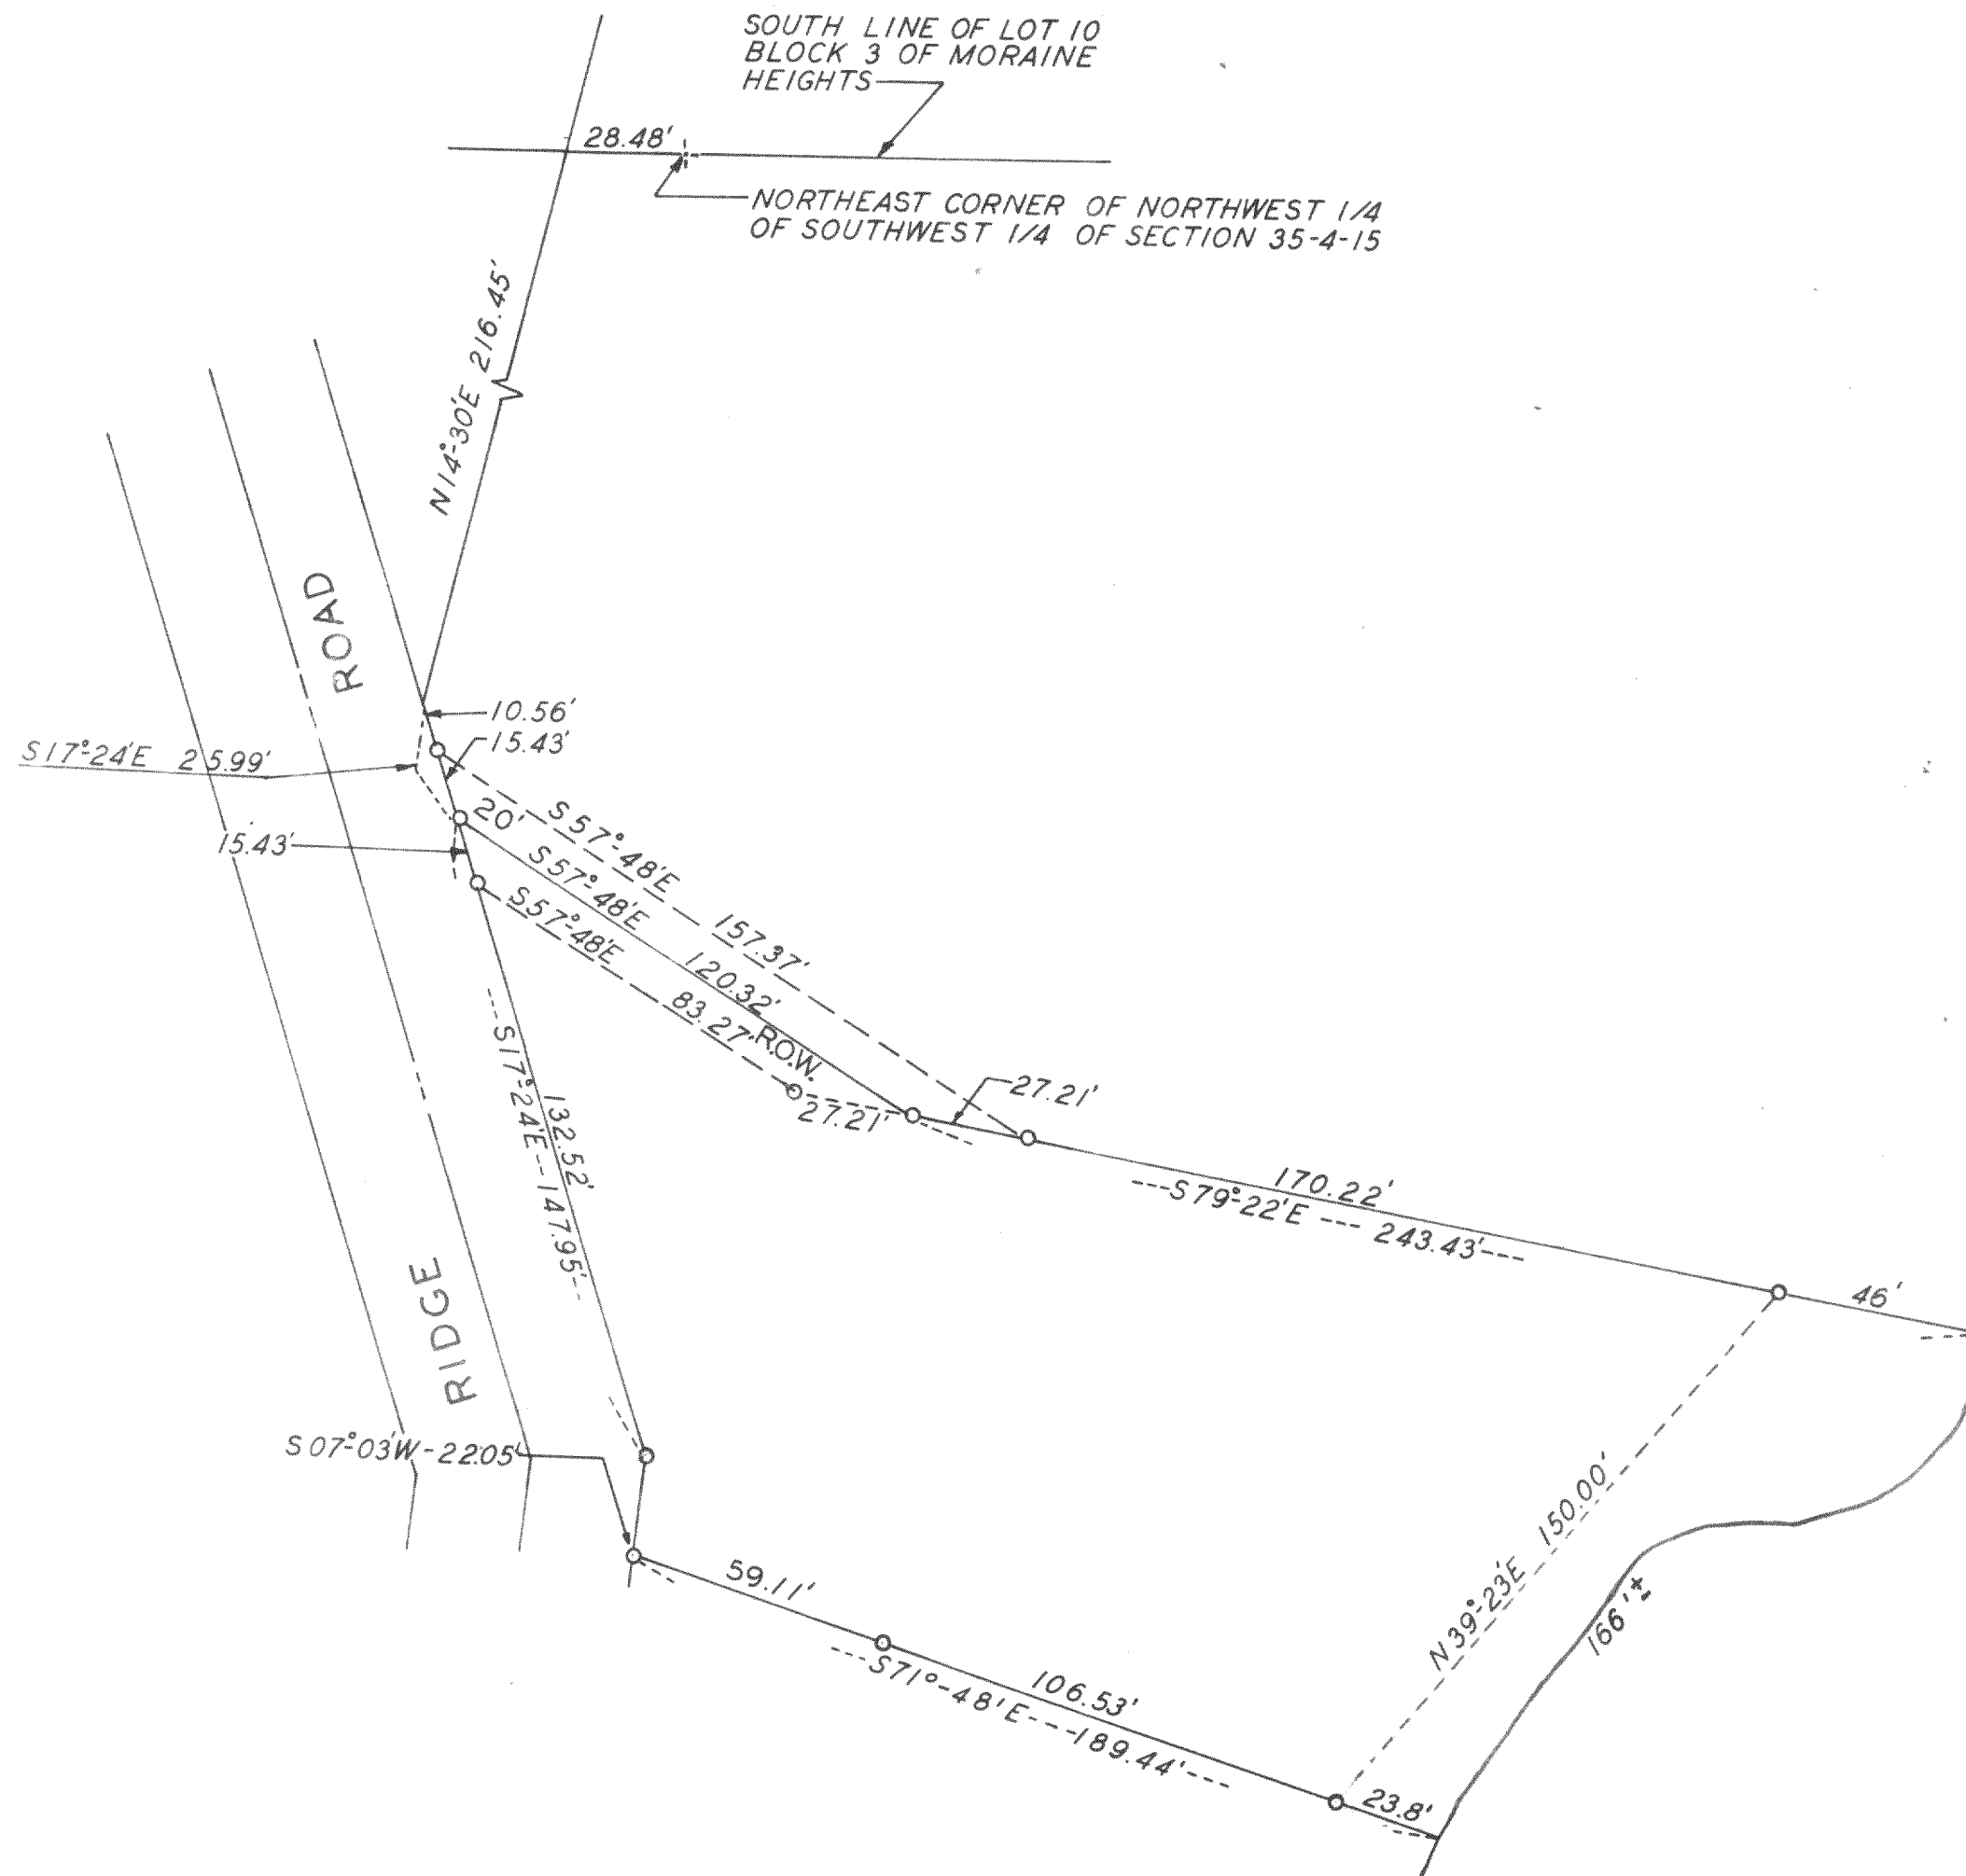 SOUTH LINE OF LOT 10
BLOCK 3 OF MORAINE
HEIGHTS
28.48'
NORTHEAST CORNER OF NORTHWEST 1/4
OF SOUTHWEST 1/4 OF SECTION 35-4-15
N14°-30'E 216.45'
ROAD
10.56'
15.43'
S17°-24'E 25.99'
20'
15.43'
S57°-48'E 157.37'
S57°-48'E 120.32'
S57°-48'E 83.27'
R.O.W.
27.21'
27.21'
132.52'
---S17°-24'E---147.95'---
170.22'
---S79°-22'E --- 243.43'---
46'
RIDGE
S07°-03'W-22.05'
N39°-23'E 150.00'
166'±
59.11'
106.53'
---S71°-48'E----189.44'----
23.8'